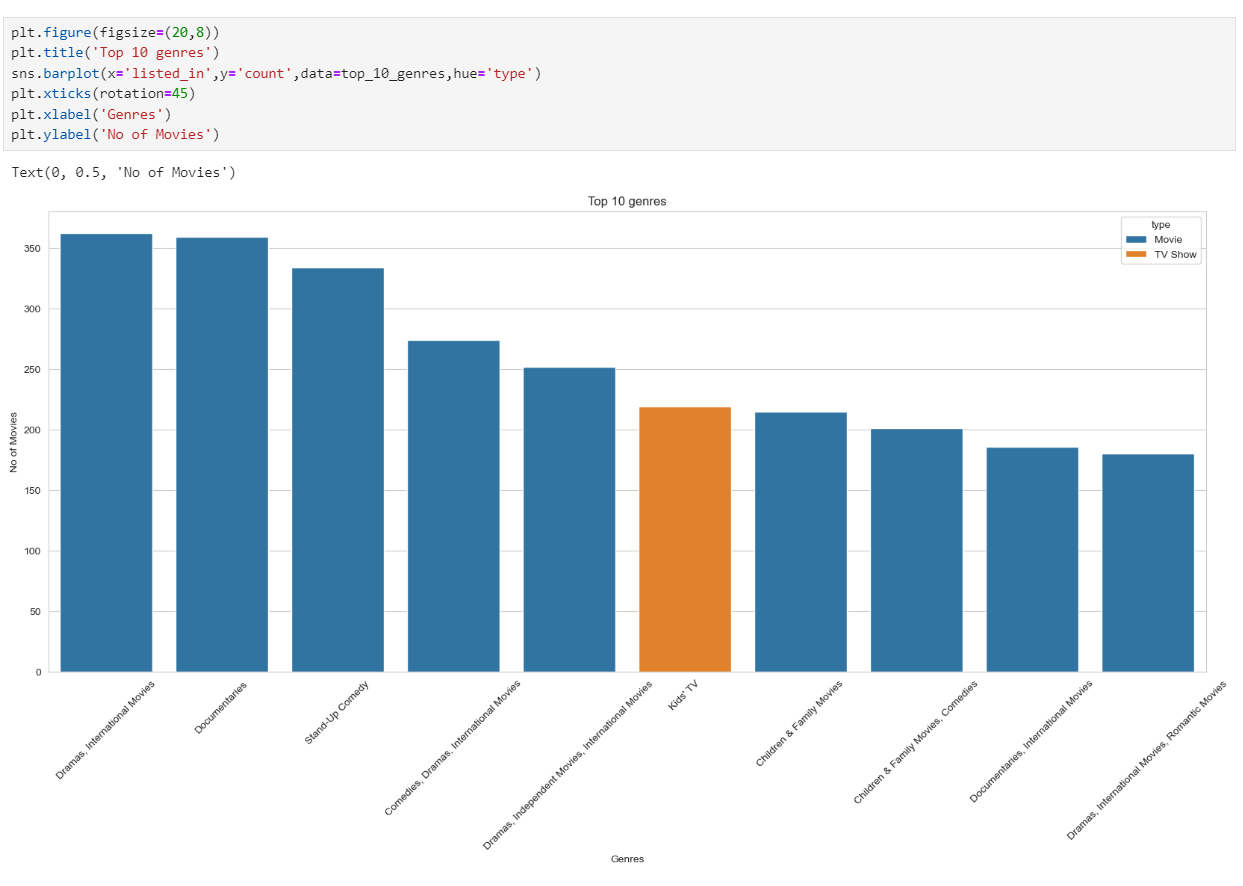 plt.figure(figsize=(20,8))
plt.title('Top 10 genres')
sns.barplot(x='listed_in',y='count',data=top_10_genres,hue='type')
plt.xticks(rotation=45)
plt.xlabel('Genres')
plt.ylabel('No of Movies')
Text(0, 0.5, 'No of Movies')
Top 10 genres
type
Movie
TV Show
No of Movies
350
300
250
200
150
100
50
0
Dramas, International Movies
Documentaries
Stand-Up Comedy
Comedies, Dramas, International Movies
Dramas, Independent Movies, International Movies
Kids' TV
Children & Family Movies
Children & Family Movies, Comedies
Documentaries, International Movies
Dramas, International Movies, Romantic Movies
Genres